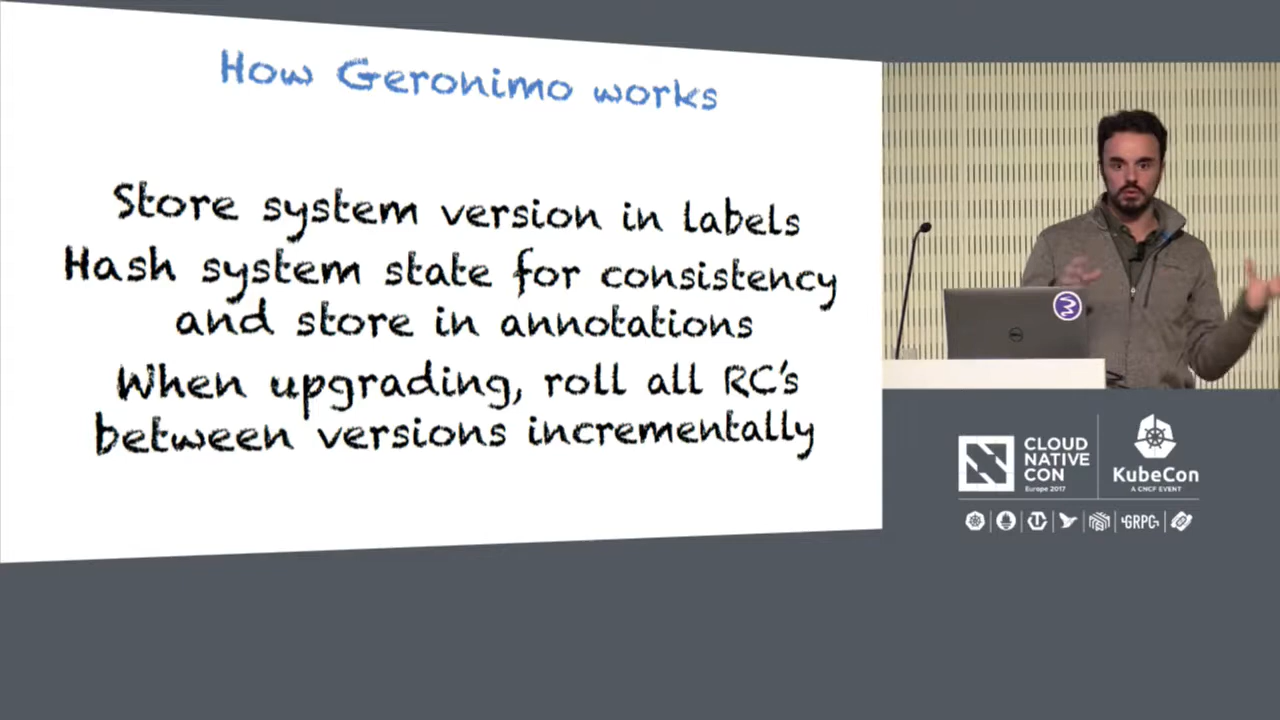 How Geronimo works
Store system version in labels
Hash system state for consistency
and store in annotations
When upgrading, roll all RC's
between versions incrementally
DELL
CLOUD
NATIVE
CON
Europe 2017
KubeCon
A CNCF EVENT
GRPC